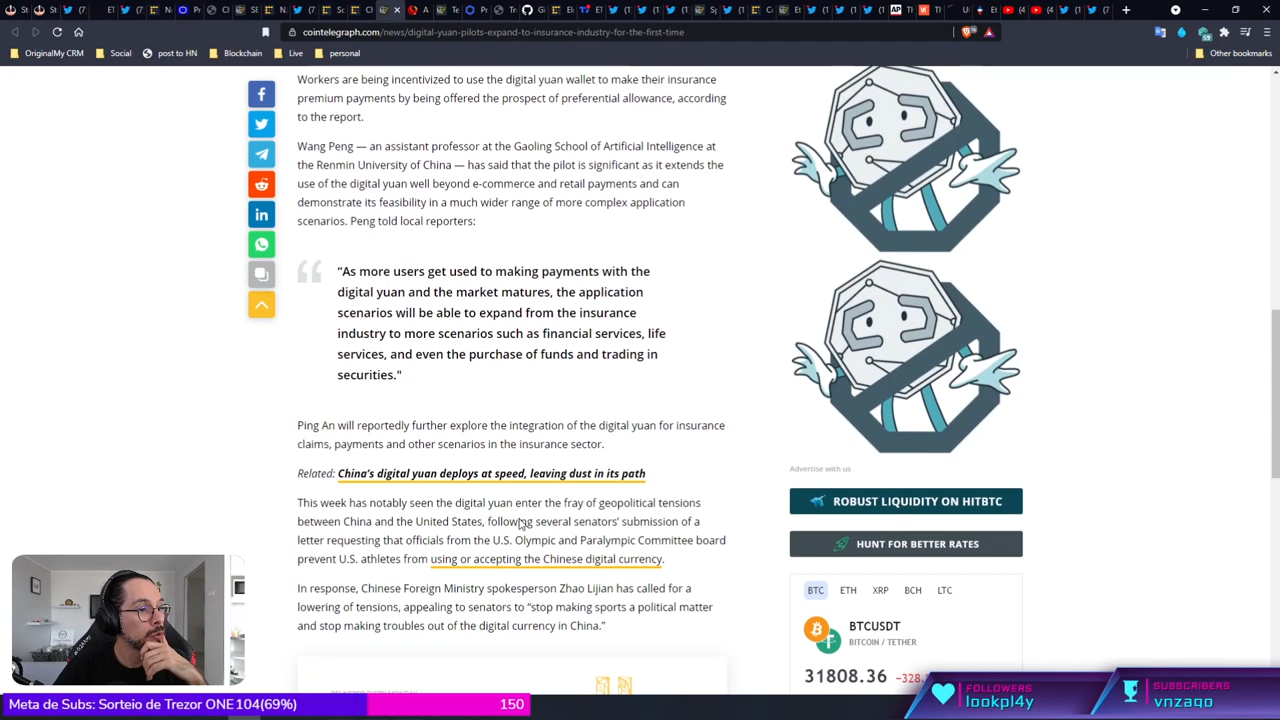 cointelegraph.com/news/digital-yuan-pilots-expand-to-insurance-industry-for-the-first-time
OriginalMy CRM
Social
post to HN
Blockchain
Live
personal
Other bookmarks
Workers are being incentivized to use the digital yuan wallet to make their insurance
premium payments by being offered the prospect of preferential allowance, according
to the report.
Wang Peng — an assistant professor at the Gaoling School of Artificial Intelligence at
the Renmin University of China — has said that the pilot is significant as it extends the
use of the digital yuan well beyond e-commerce and retail payments and can
demonstrate its feasibility in a much wider range of more complex application
scenarios. Peng told local reporters:
“As more users get used to making payments with the
digital yuan and the market matures, the application
scenarios will be able to expand from the insurance
industry to more scenarios such as financial services, life
services, and even the purchase of funds and trading in
securities."
Ping An will reportedly further explore the integration of the digital yuan for insurance
claims, payments and other scenarios in the insurance sector.
Related: China’s digital yuan deploys at speed, leaving dust in its path
This week has notably seen the digital yuan enter the fray of geopolitical tensions
between China and the United States, following several senators’ submission of a
letter requesting that officials from the U.S. Olympic and Paralympic Committee board
prevent U.S. athletes from using or accepting the Chinese digital currency.
In response, Chinese Foreign Ministry spokesperson Zhao Lijian has called for a
lowering of tensions, appealing to senators to “stop making sports a political matter
and stop making troubles out of the digital currency in China.”
Advertise with us
ROBUST LIQUIDITY ON HITBTC
HUNT FOR BETTER RATES
BTC ETH XRP BCH LTC
BTCUSDT
BITCOIN / TETHER
31808.36
-328.
Meta de Subs: Sorteio de Trezor ONE 104(69%)
150
FOLLOWERS
lookpl4y
SUBSCRIBERS
vnzago